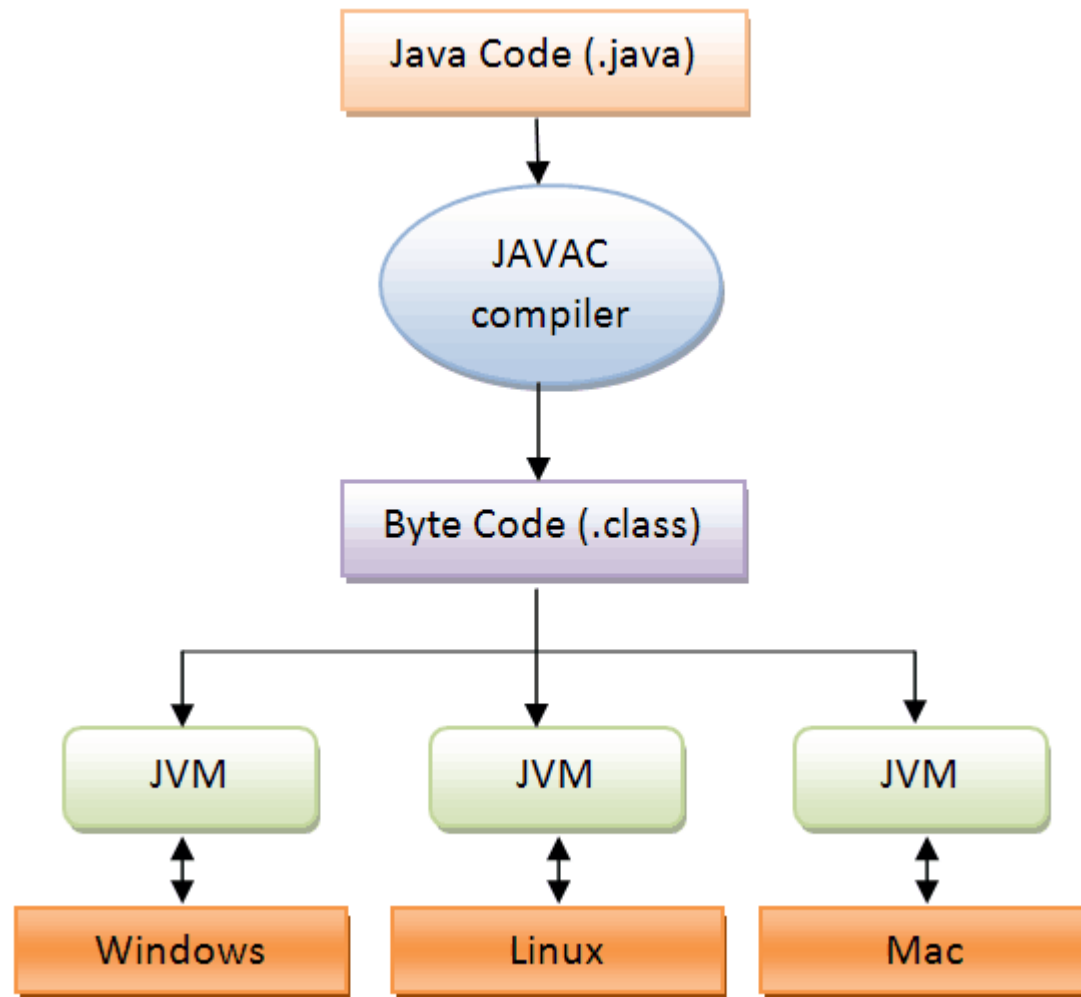 Java Code (.java)
JAVAC
compiler
Byte Code (.class)
JVM
JVM
JVM
Windows
Linux
Mac